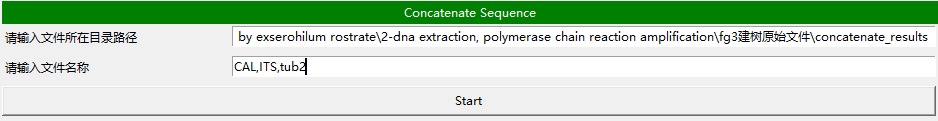 Concatenate Sequence
请输入文件所在目录路径
by exserohilum rostrate\2-dna extraction, polymerase chain reaction amplification\fg3建树原始文件\concatenate_results
请输入文件名称
CAL,ITS,tub2
Start